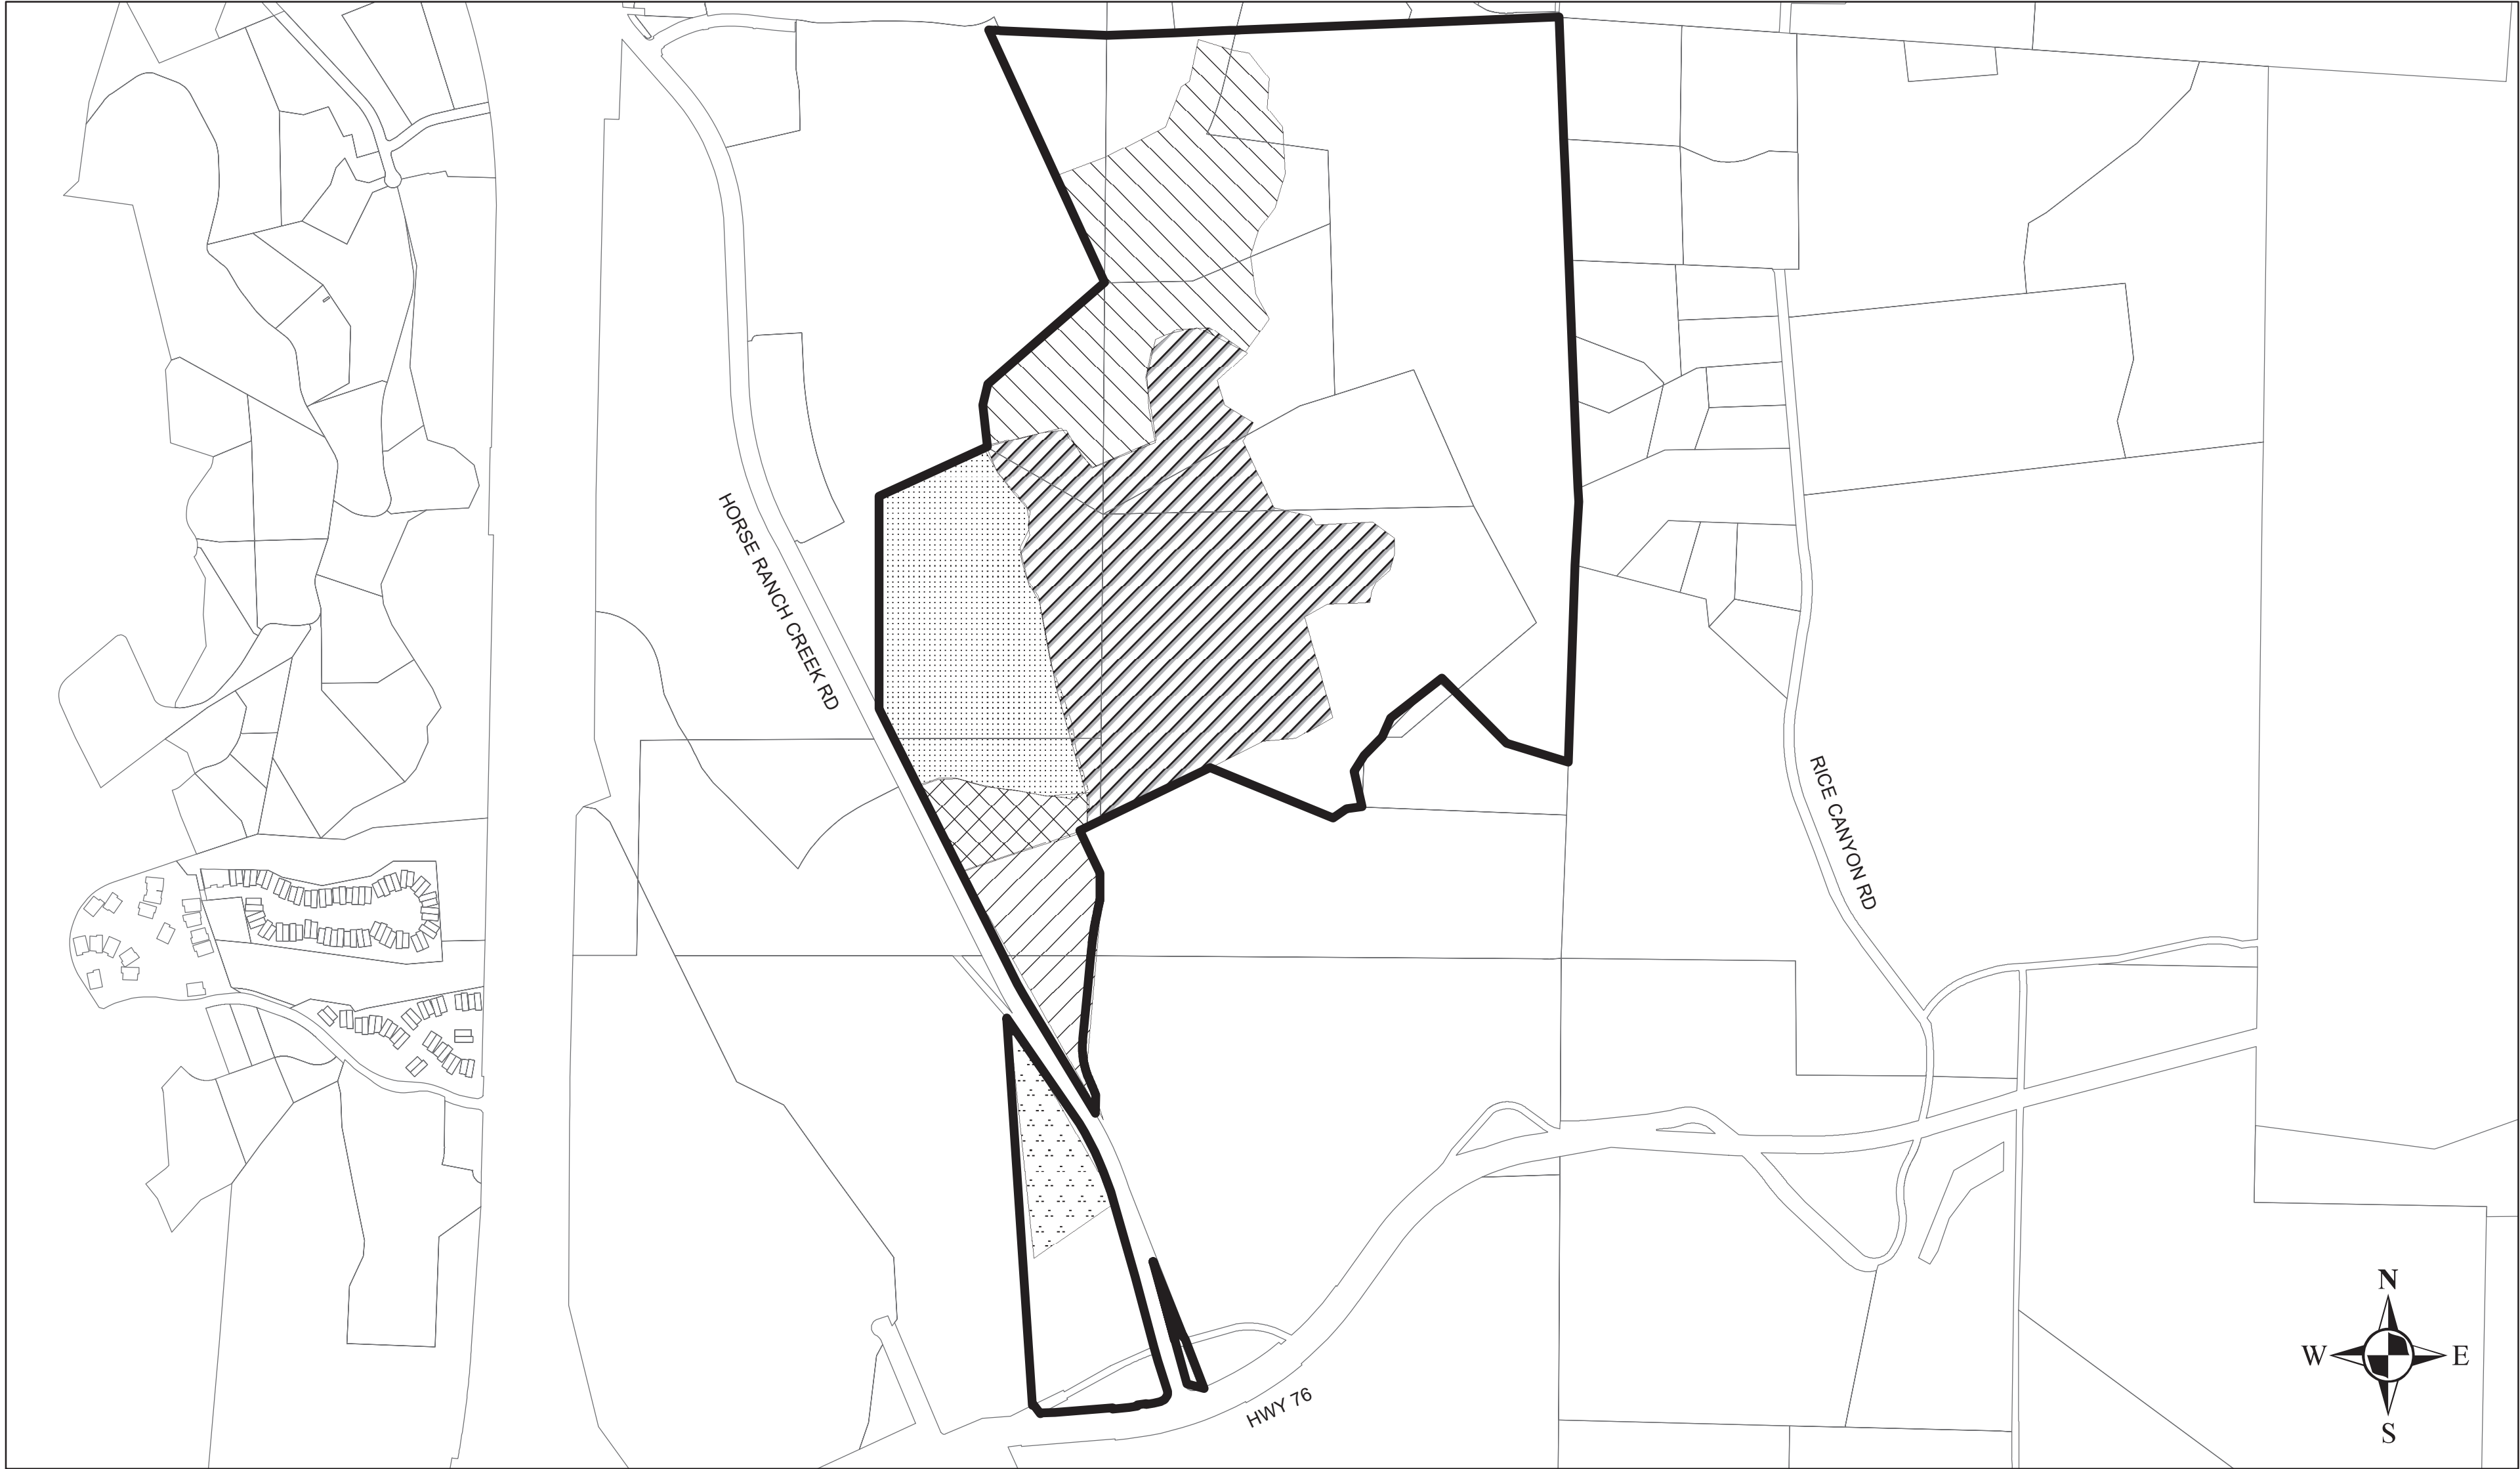 HORSE RANCH CREEK RD
RICE CANYON RD
HWY 76
N
W E
S